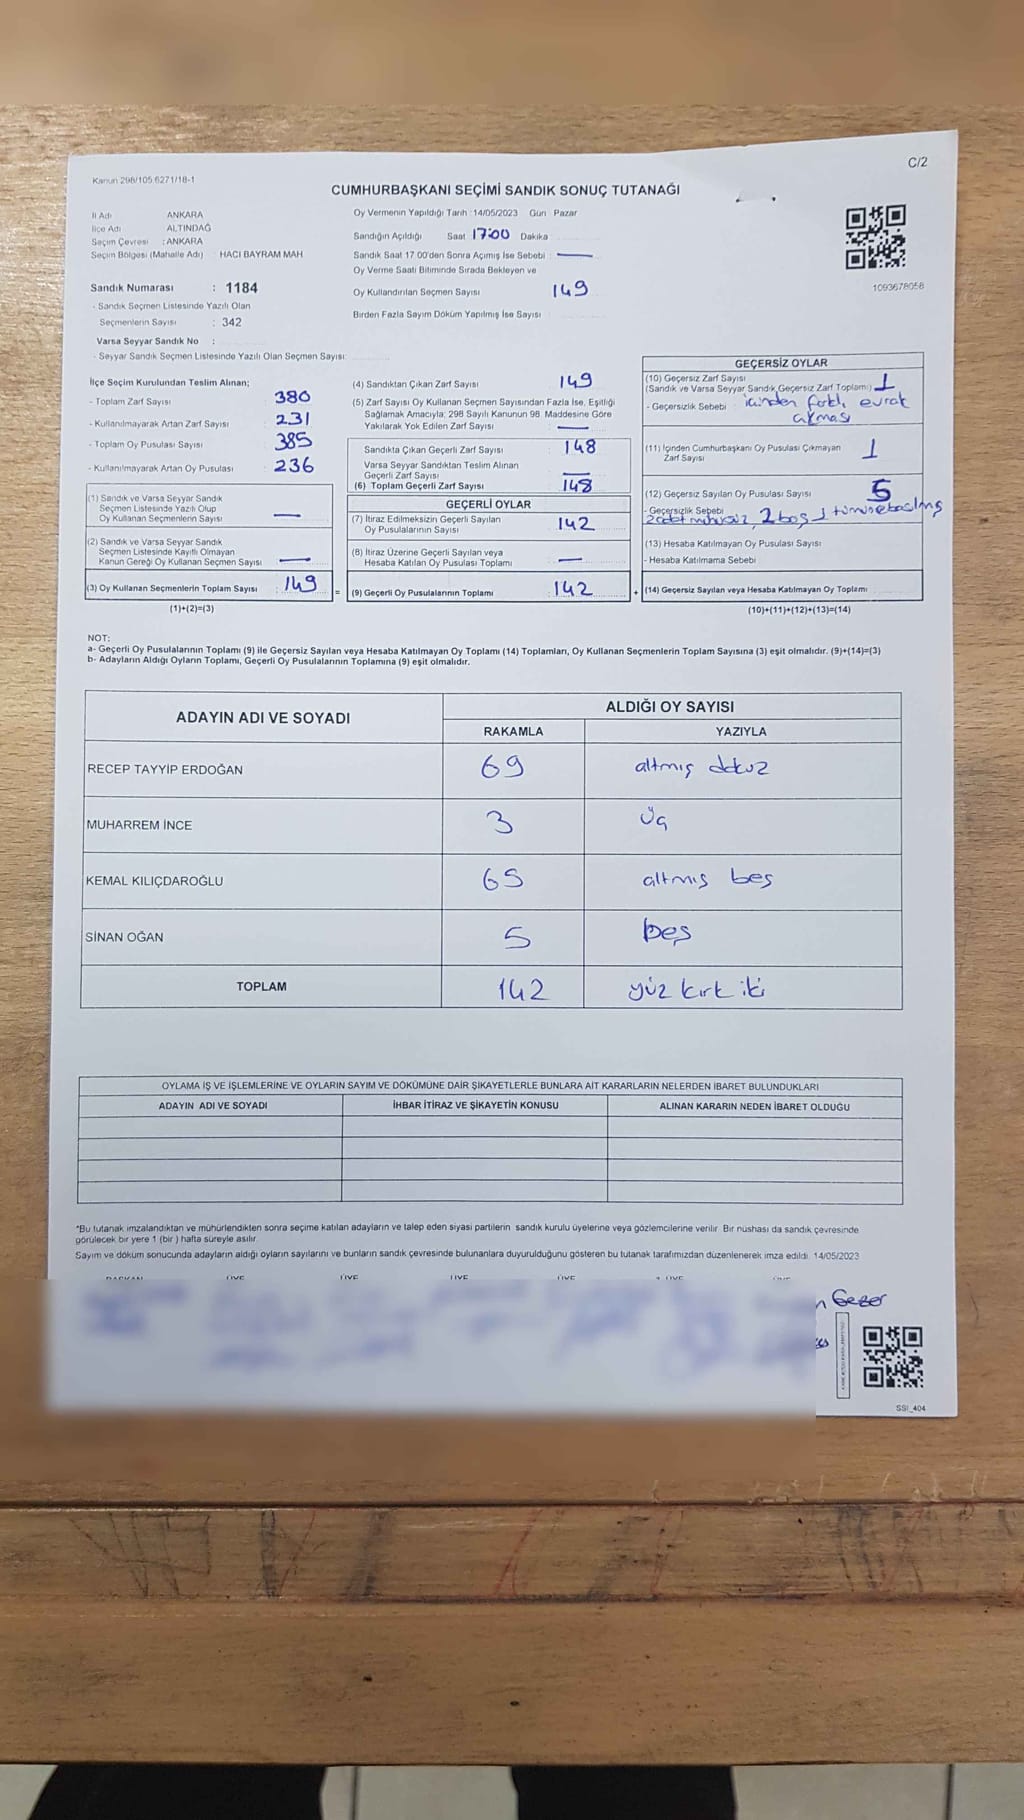 C/2
Kanun 298/105 6271/18-1
CUMHURBAŞKANI SEÇİMİ SANDIK SONUÇ TUTANAĞI
İl Adı ANKARA
İlçe Adı ALTINDAĞ
Seçim Çevresi : ANKARA
Seçim Bölgesi (Mahalle Adı) : HACI BAYRAM MAH.
Sandık Numarası : 1184
- Sandık Seçmen Listesinde Yazılı Olan
Seçmenlerin Sayısı : 342
Varsa Seyyar Sandık No :
- Seyyar Sandık Seçmen Listesinde Yazılı Olan Seçmen Sayısı:
Oy Vermenin Yapıldığı Tarih :14/05/2023 Gün Pazar
Sandığın Açıldığı Saat 17:00 Dakika
Sandık Saat 17.00'den Sonra Açımış İse Sebebi : —
Oy Verme Saati Bitiminde Sırada Bekleyen ve
Oy Kullandırılan Seçmen Sayısı 149
Birden Fazla Sayım Döküm Yapılmış İse Sayısı
1093678058
İlçe Seçim Kurulundan Teslim Alınan;
- Toplam Zarf Sayısı 380
- Kullanılmayarak Artan Zarf Sayısı 231
- Toplam Oy Pusulası Sayısı 385
- Kullanılmayarak Artan Oy Pusulası 236
(1) Sandık ve Varsa Seyyar Sandık
Seçmen Listesinde Yazılı Olup
Oy Kullanan Seçmenlerin Sayısı —
(2) Sandık ve Varsa Seyyar Sandık
Seçmen Listesinde Kayıtlı Olmayan
Kanun Gereği Oy Kullanan Seçmen Sayısı —
(3) Oy Kullanan Seçmenlerin Toplam Sayısı : 149
(1)+(2)=(3)
=
(4) Sandıktan Çıkan Zarf Sayısı 149
(5) Zarf Sayısı Oy Kullanan Seçmen Sayısından Fazla İse, Eşitliği
Sağlamak Amacıyla; 298 Sayılı Kanunun 98. Maddesine Göre
Yakılarak Yok Edilen Zarf Sayısı —
Sandıkta Çıkan Geçerli Zarf Sayısı 148
Varsa Seyyar Sandıktan Teslim Alınan
Geçerli Zarf Sayısı —
(6) Toplam Geçerli Zarf Sayısı 148
GEÇERLİ OYLAR
(7) İtiraz Edilmeksizin Geçerli Sayılan
Oy Pusulalarının Sayısı 142
(8) İtiraz Üzerine Geçerli Sayılan veya
Hesaba Katılan Oy Pusulası Toplamı —
(9) Geçerli Oy Pusulalarının Toplamı : 142
+
GEÇERSİZ OYLAR
(10) Geçersiz Zarf Sayısı
(Sandık ve Varsa Seyyar Sandık Geçersiz Zarf Toplamı) 1
- Geçersizlik Sebebi içinden farklı evrak
çıkması
(11) İçinden Cumhurbaşkanı Oy Pusulası Çıkmayan
Zarf Sayısı 1
(12) Geçersiz Sayılan Oy Pusulası Sayısı 5
- Geçersizlik Sebebi
2 adet mühürsüz, 2 boş 1 tümüne basılmış
(13) Hesaba Katılmayan Oy Pusulası Sayısı
- Hesaba Katılmama Sebebi
(14) Geçersiz Sayılan veya Hesaba Katılmayan Oy Toplamı
(10)+(11)+(12)+(13)=(14)
NOT:
a- Geçerli Oy Pusulalarının Toplamı (9) ile Geçersiz Sayılan veya Hesaba Katılmayan Oy Toplamı (14) Toplamları, Oy Kullanan Seçmenlerin Toplam Sayısına (3) eşit olmalıdır. (9)+(14)=(3)
b- Adayların Aldığı Oyların Toplamı, Geçerli Oy Pusulalarının Toplamına (9) eşit olmalıdır.
ADAYIN ADI VE SOYADI ALDIĞI OY SAYISI
RAKAMLA YAZIYLA
RECEP TAYYİP ERDOĞAN 69 altmış dokuz
MUHARREM İNCE 3 üç
KEMAL KILIÇDAROĞLU 65 altmış beş
SİNAN OĞAN 5 beş
TOPLAM 142 yüz kırk iki
OYLAMA İŞ VE İŞLEMLERİNE VE OYLARIN SAYIM VE DÖKÜMÜNE DAİR ŞİKAYETLERLE BUNLARA AİT KARARLARIN NELERDEN İBARET BULUNDUKLARI
ADAYIN ADI VE SOYADI İHBAR İTİRAZ VE ŞİKAYETİN KONUSU ALINAN KARARIN NEDEN İBARET OLDUĞU
*Bu tutanak imzalandıktan ve mühürlendikten sonra seçime katılan adayların ve talep eden siyasi partilerin sandık kurulu üyelerine veya gözlemcilerine verilir. Bir nüshası da sandık çevresinde
görülecek bir yere 1 (bir) hafta süreyle asılır.
Sayım ve döküm sonucunda adayların aldığı oyların sayılarını ve bunların sandık çevresinde bulunanlara duyurulduğunu gösteren bu tutanak tarafımızdan düzenlenerek imza edildi. 14/05/2023
BAŞKAN ÜYE ÜYE ÜYE ÜYE ÜYE ÜYE
Gezer
SSI_404